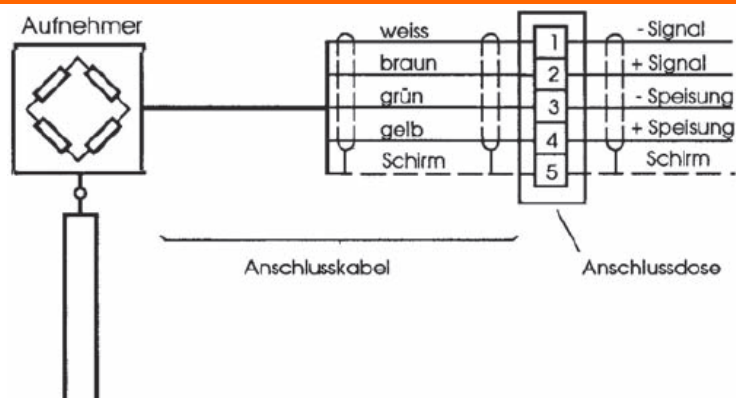 Aufnehmer
weiss 1 - Signal
braun 2 + Signal
grün 3 - Speisung
gelb 4 + Speisung
Schirm 5 Schirm
Anschlusskabel
Anschlussdose